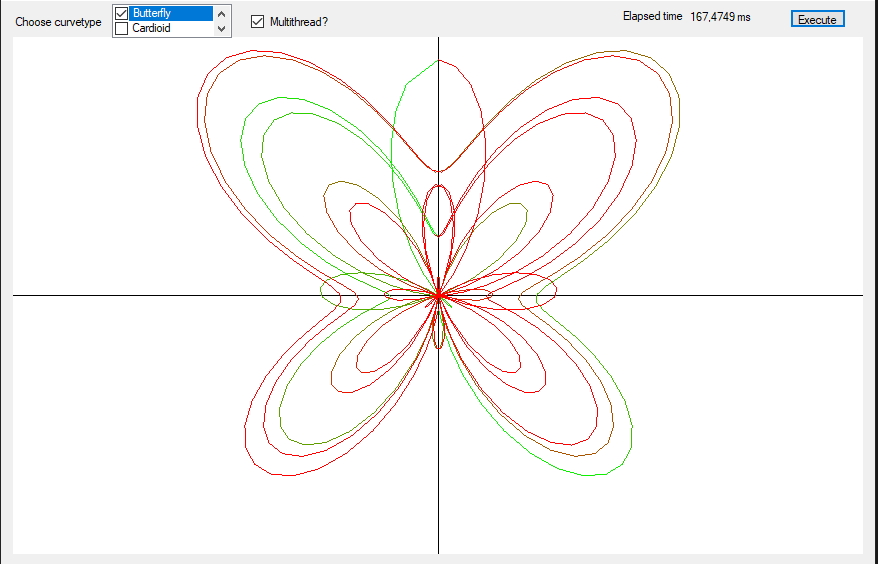 Choose curvetype
Butterfly
Cardioid
Multithread?
Elapsed time 167,4749 ms
Execute